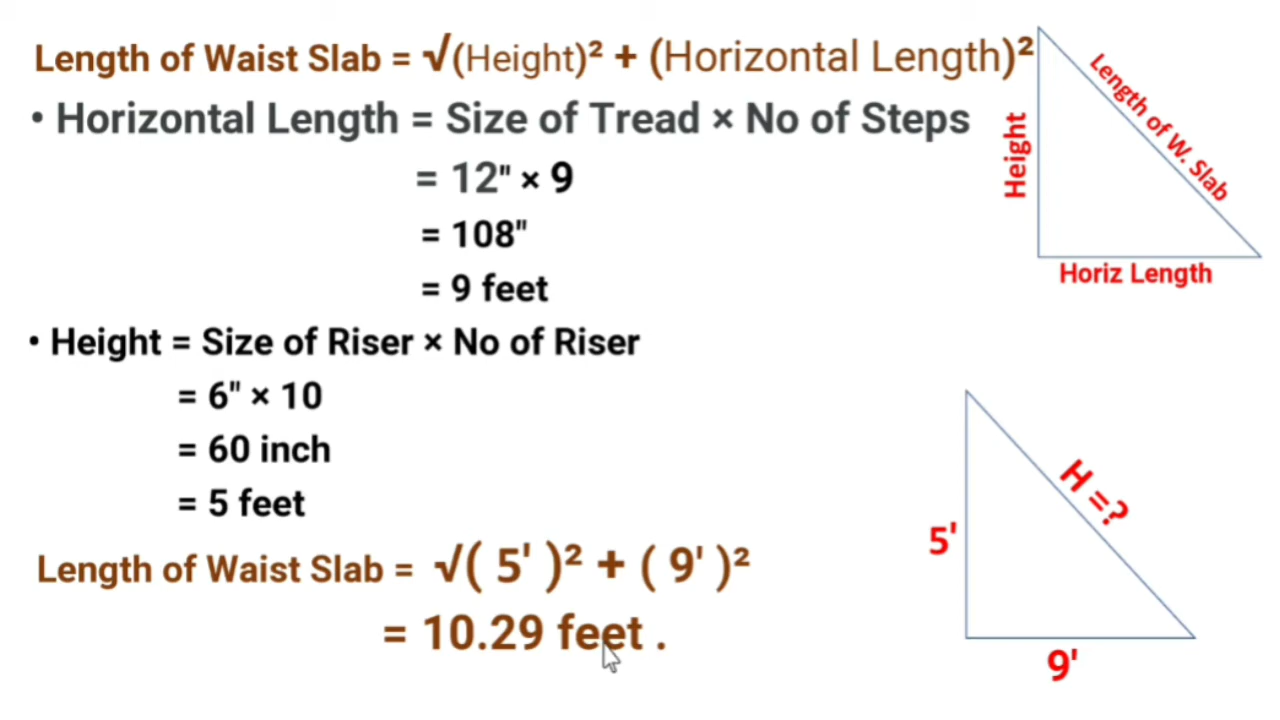 Length of Waist Slab = √(Height)² + (Horizontal Length)²
• Horizontal Length = Size of Tread × No of Steps
= 12" × 9
= 108"
= 9 feet
• Height = Size of Riser × No of Riser
= 6" × 10
= 60 inch
= 5 feet
Length of Waist Slab = √( 5' )² + ( 9' )²
= 10.29 feet .
Height
Length of W. Slab
Horiz Length
5'
H =?
9'